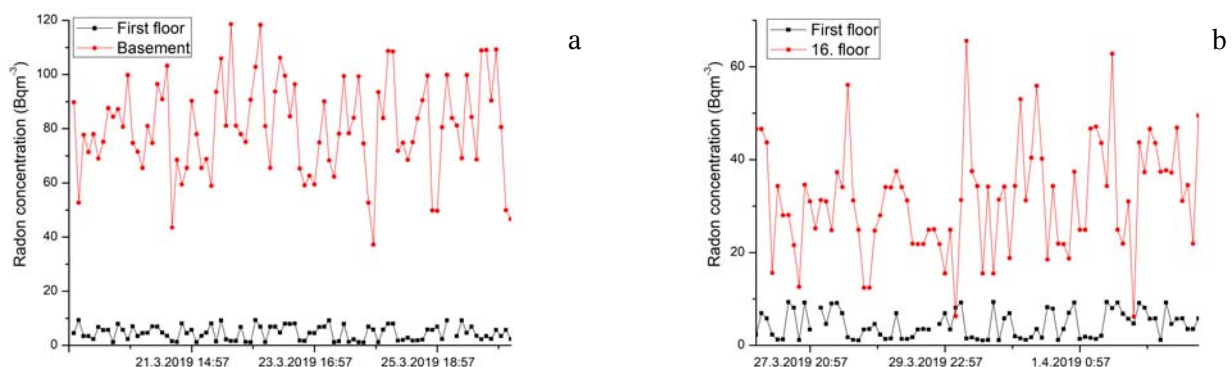 First floor
Basement
a
Radon concentration (Bqm-3)
120
100
80
60
40
20
0
21.3.2019 14:57
23.3.2019 16:57
25.3.2019 18:57
First floor
16. floor
b
Radon concentration (Bqm-3)
60
40
20
0
27.3.2019 20:57
29.3.2019 22:57
1.4.2019 0:57